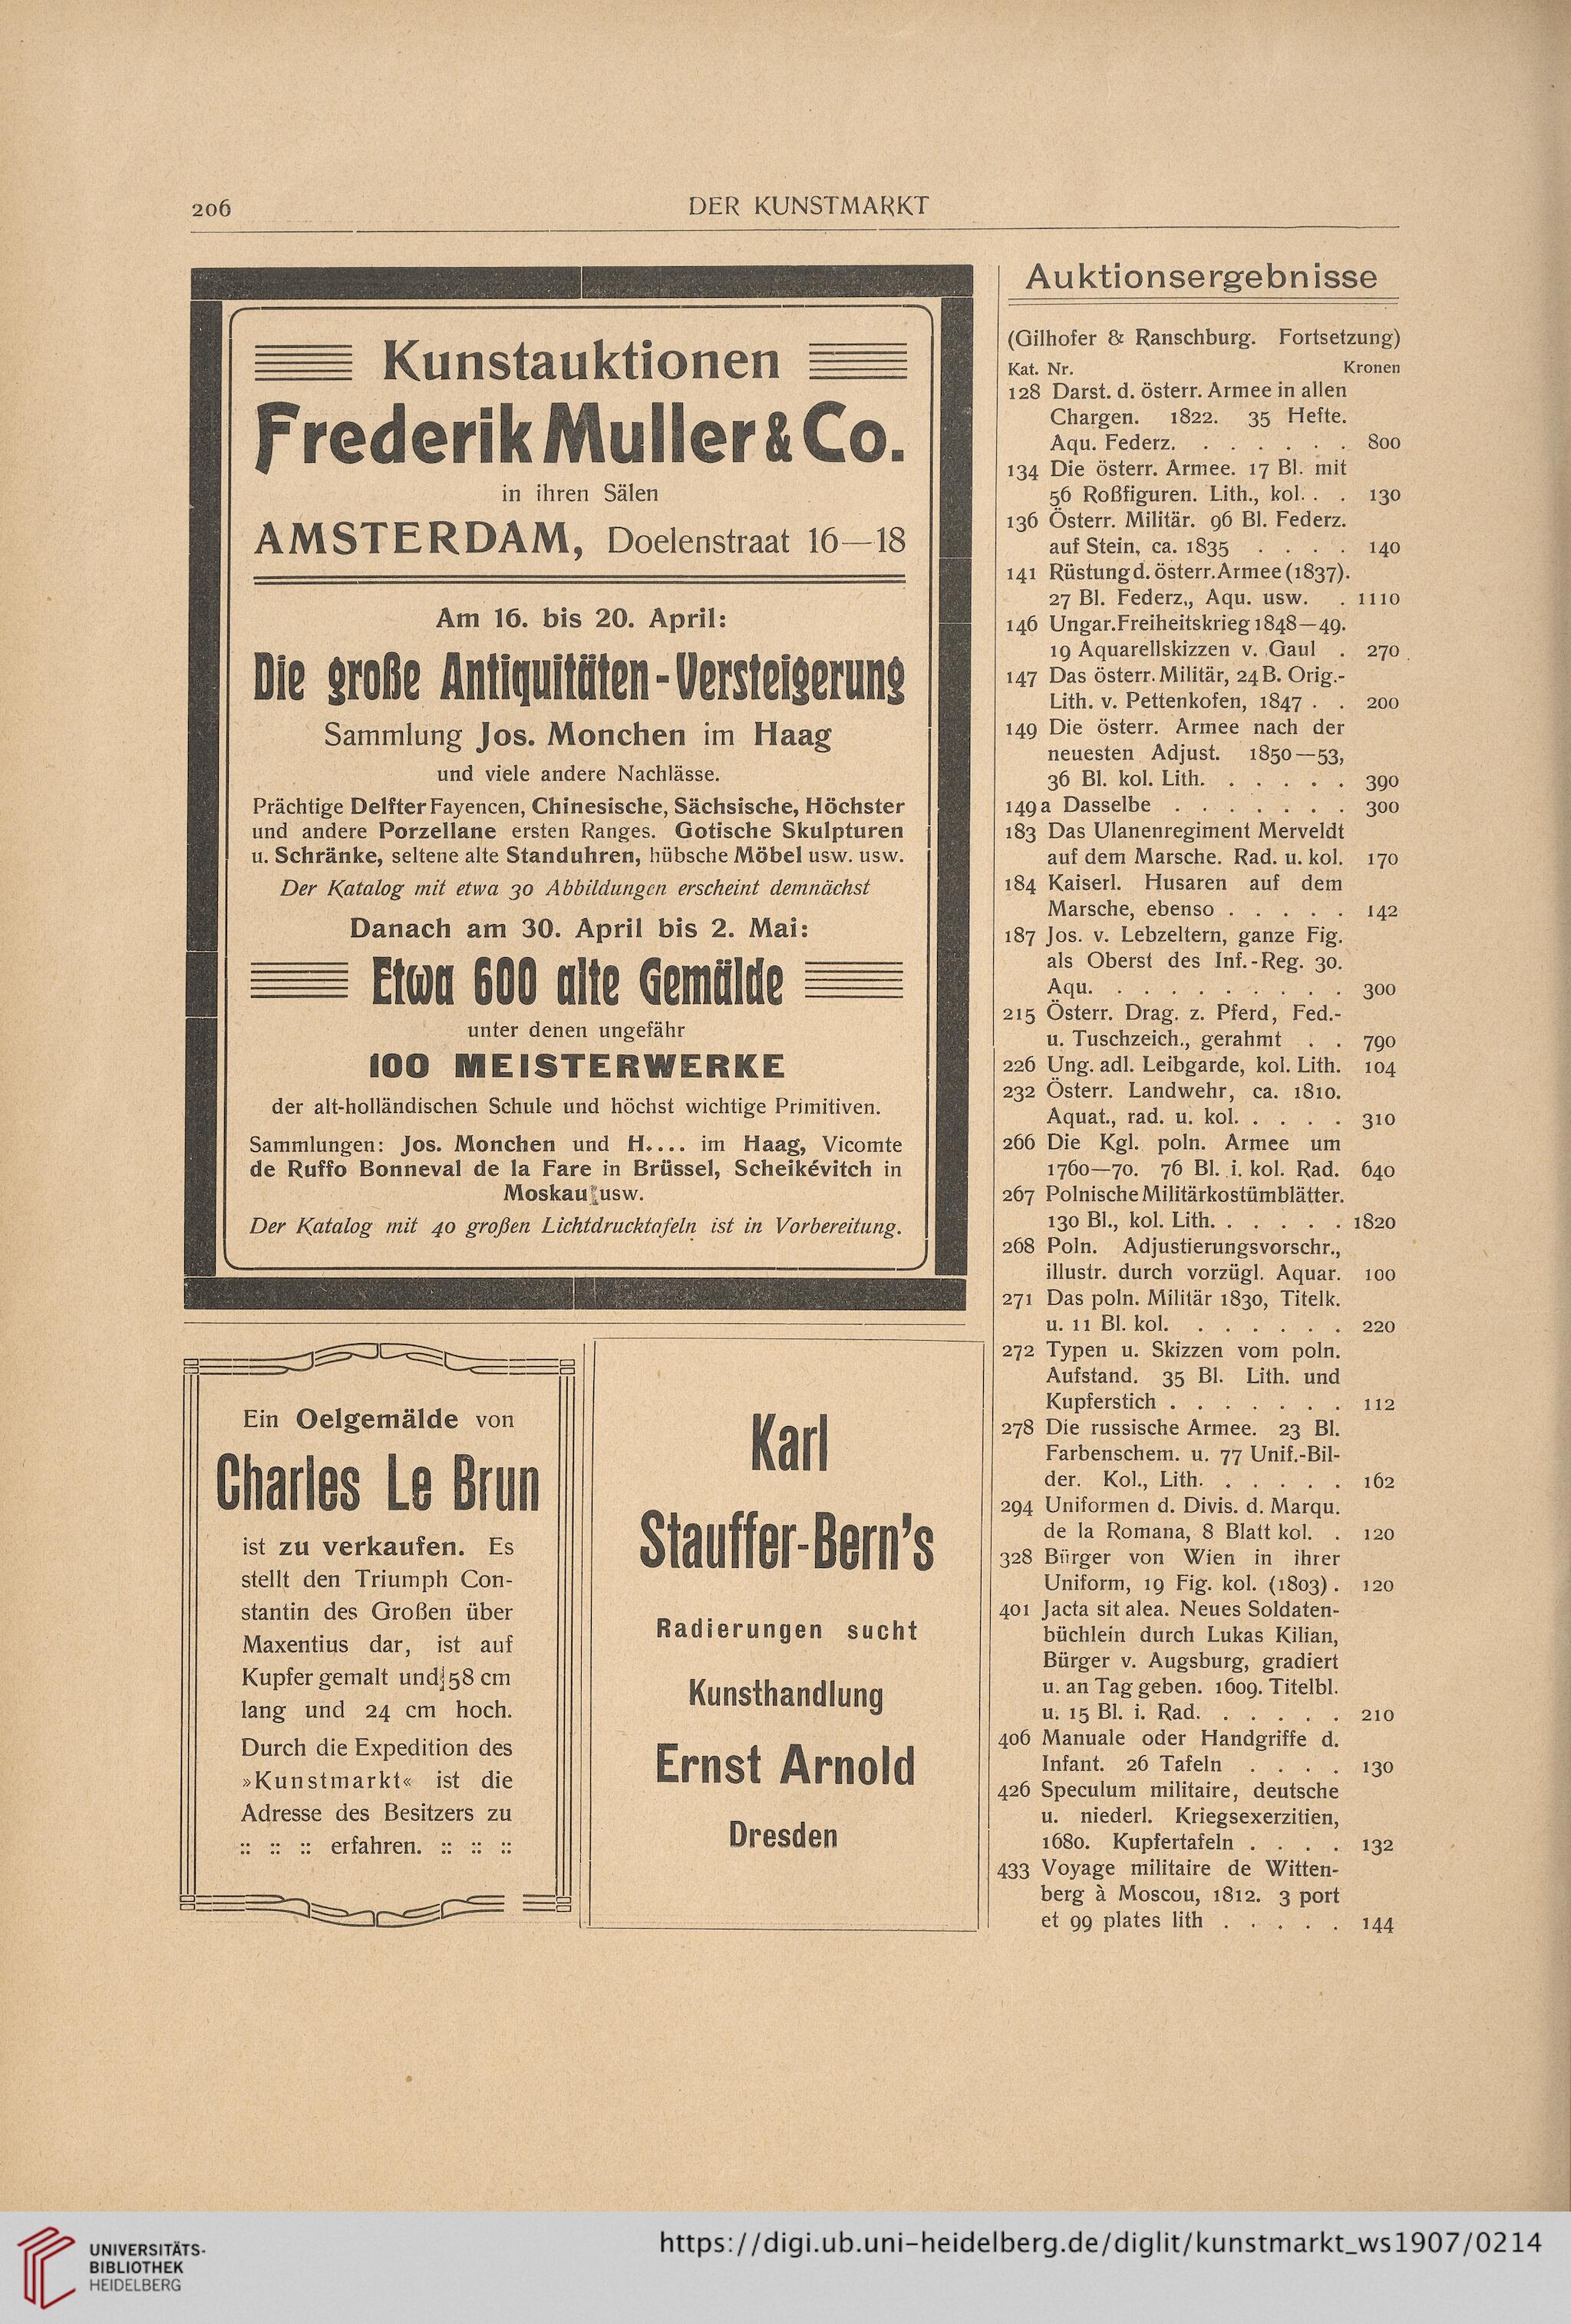 206
DER KUNSTMARKT
Kunstauktionen
Frederik Muller & Co.
in ihren Sälen
AMSTERDAM, Doelenstraat 16—18
Am 16. bis 20. April:
Die große Antiquitäten-Versteigerung
Sammlung Jos. Monchen im Haag
und viele andere Nachlässe.
Prächtige Delfter Fayencen, Chinesische, Sächsische, Höchster
und andere Porzellane ersten Ranges. Gotische Skulpturen
u. Schränke, seltene alte Standuhren, hübsche Möbel usw. usw.
Der Katalog mit etwa 30 Abbildungen erscheint demnächst
Danach am 30. April bis 2. Mai:
Etwa 600 alte Gemälde
unter denen ungefähr
100 MEISTERWERKE
der alt-holländischen Schule und höchst wichtige Primitiven.
Sammlungen: Jos. Monchen und H.... im Haag, Vicomte
de Ruffo Bonneval de la Fare in Brüssel, Scheikévitch in
Moskau usw.
Der Katalog mit 40 großen Lichtdrucktafeln ist in Vorbereitung.
Ein Oelgemälde von
Charles Le Brun
ist zu verkaufen. Es
stellt den Triumph Con-
stantin des Großen über
Maxentius dar, ist auf
Kupfer gemalt und 58 cm
lang und 24 cm hoch.
Durch die Expedition des
»Kunstmarkt« ist die
Adresse des Besitzers zu
:: :: :: erfahren. :: :: ::
Karl
Stauffer-Bern's
Radierungen sucht
Kunsthandlung
Ernst Arnold
Dresden
Auktionsergebnisse
(Gilhofer & Ranschburg. Fortsetzung)
Kat. Nr. Kronen
128 Darst. d. österr. Armee in allen
Chargen. 1822. 35 Hefte.
Aqu. Federz. . . . . . . 800
134 Die österr. Armee. 17 Bl. mit
56 Roßfiguren. Lith., kol. . . 130
136 Österr. Militär. 96 Bl. Federz.
auf Stein, ca. 1835 . . . . 140
141 Rüstung d. österr. Armee (1837).
27 Bl. Federz., Aqu. usw. . 1110
146 Ungar. Freiheitskrieg 1848—49.
19 Aquarellskizzen v. Gaul . 270
147 Das österr. Militär, 24 B. Orig.-
Lith. v. Pettenkofen, 1847 . . 200
149 Die österr. Armee nach der
neuesten Adjust. 1850—53,
36 Bl. kol. Lith. . . . . . 390
149a Dasselbe . . . . . . . 300
183 Das Ulanenregiment Merveldt
auf dem Marsche. Rad. u. kol. 170
184 Kaiserl. Husaren auf dem
Marsche, ebenso . . . . . 142
187 Jos. v. Lebzeltern, ganze Fig.
als Oberst des Inf.-Reg. 30.
Aqu. . . . . . . . . . 300
215 Österr. Drag. z. Pferd, Fed.-
u. Tuschzeich., gerahmt . . 790
226 Ung. adl. Leibgarde, kol. Lith. 104
232 Österr. Landwehr, ca. 1810.
Aquat., rad. u. kol. . . . . 310
266 Die Kgl. poln. Armee um
1760—70. 76 Bl. i. kol. Rad. 640
267 Polnische Militärkostümblätter.
130 Bl., kol. Lith. . . . . . 1820
268 Poln. Adjustierungsvorschr.,
illustr. durch vorzügl. Aquar. 100
271 Das poln. Militär 1830, Titelk.
u. 11 Bl. kol. . . . . . . 220
272 Typen u. Skizzen vom poln.
Aufstand. 35 Bl. Lith. und
Kupferstich . . . . . . . 112
278 Die russische Armee. 23 Bl.
Farbenschem. u. 77 Unif.-Bil-
der. Kol., Lith. . . . . . 162
294 Uniformen d. Divis. d. Marqu.
de la Romana, 8 Blatt kol. . 120
328 Bürger von Wien in ihrer
Uniform, 19 Fig. kol. (1803) . 120
401 Jacta sit alea. Neues Soldaten-
büchlein durch Lukas Kilian,
Bürger v. Augsburg, gradiert
u. an Tag geben. 1609. Titelbl.
u. 15 Bl. i. Rad. . . . . . 210
406 Manuale oder Handgriffe d.
Infant. 26 Tafeln . . . . 130
426 Speculum militaire, deutsche
u. niederl. Kriegsexerzitien,
1680. Kupfertafeln . . . . 132
433 Voyage militaire de Witten-
berg à Moscou, 1812. 3 port
et 99 plates lith . . . . . 144
UNIVERSITÄTS-
BIBLIOTHEK
HEIDELBERG
https://digi.ub.uni-heidelberg.de/diglit/kunstmarkt_ws1907/0214